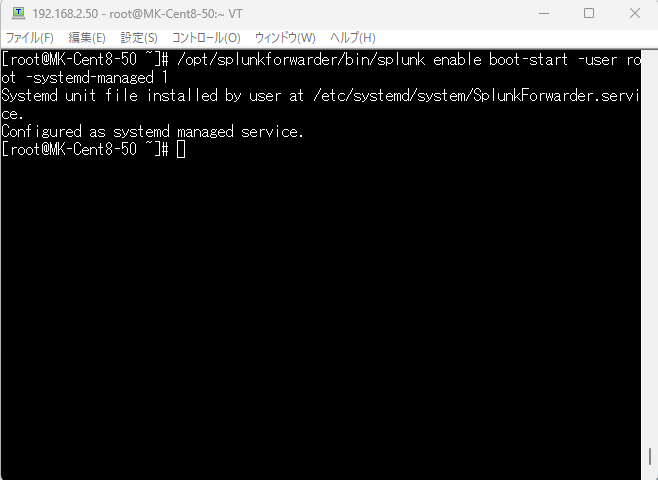 192.168.2.50 - root@MK-Cent8-50:~ VT
ファイル(F) 編集(E) 設定(S) コントロール(O) ウィンドウ(W) ヘルプ(H)
[root@MK-Cent8-50 ~]# /opt/splunkforwarder/bin/splunk enable boot-start -user ro
ot -systemd-managed 1
Systemd unit file installed by user at /etc/systemd/system/SplunkForwarder.servi
ce.
Configured as systemd managed service.
[root@MK-Cent8-50 ~]#